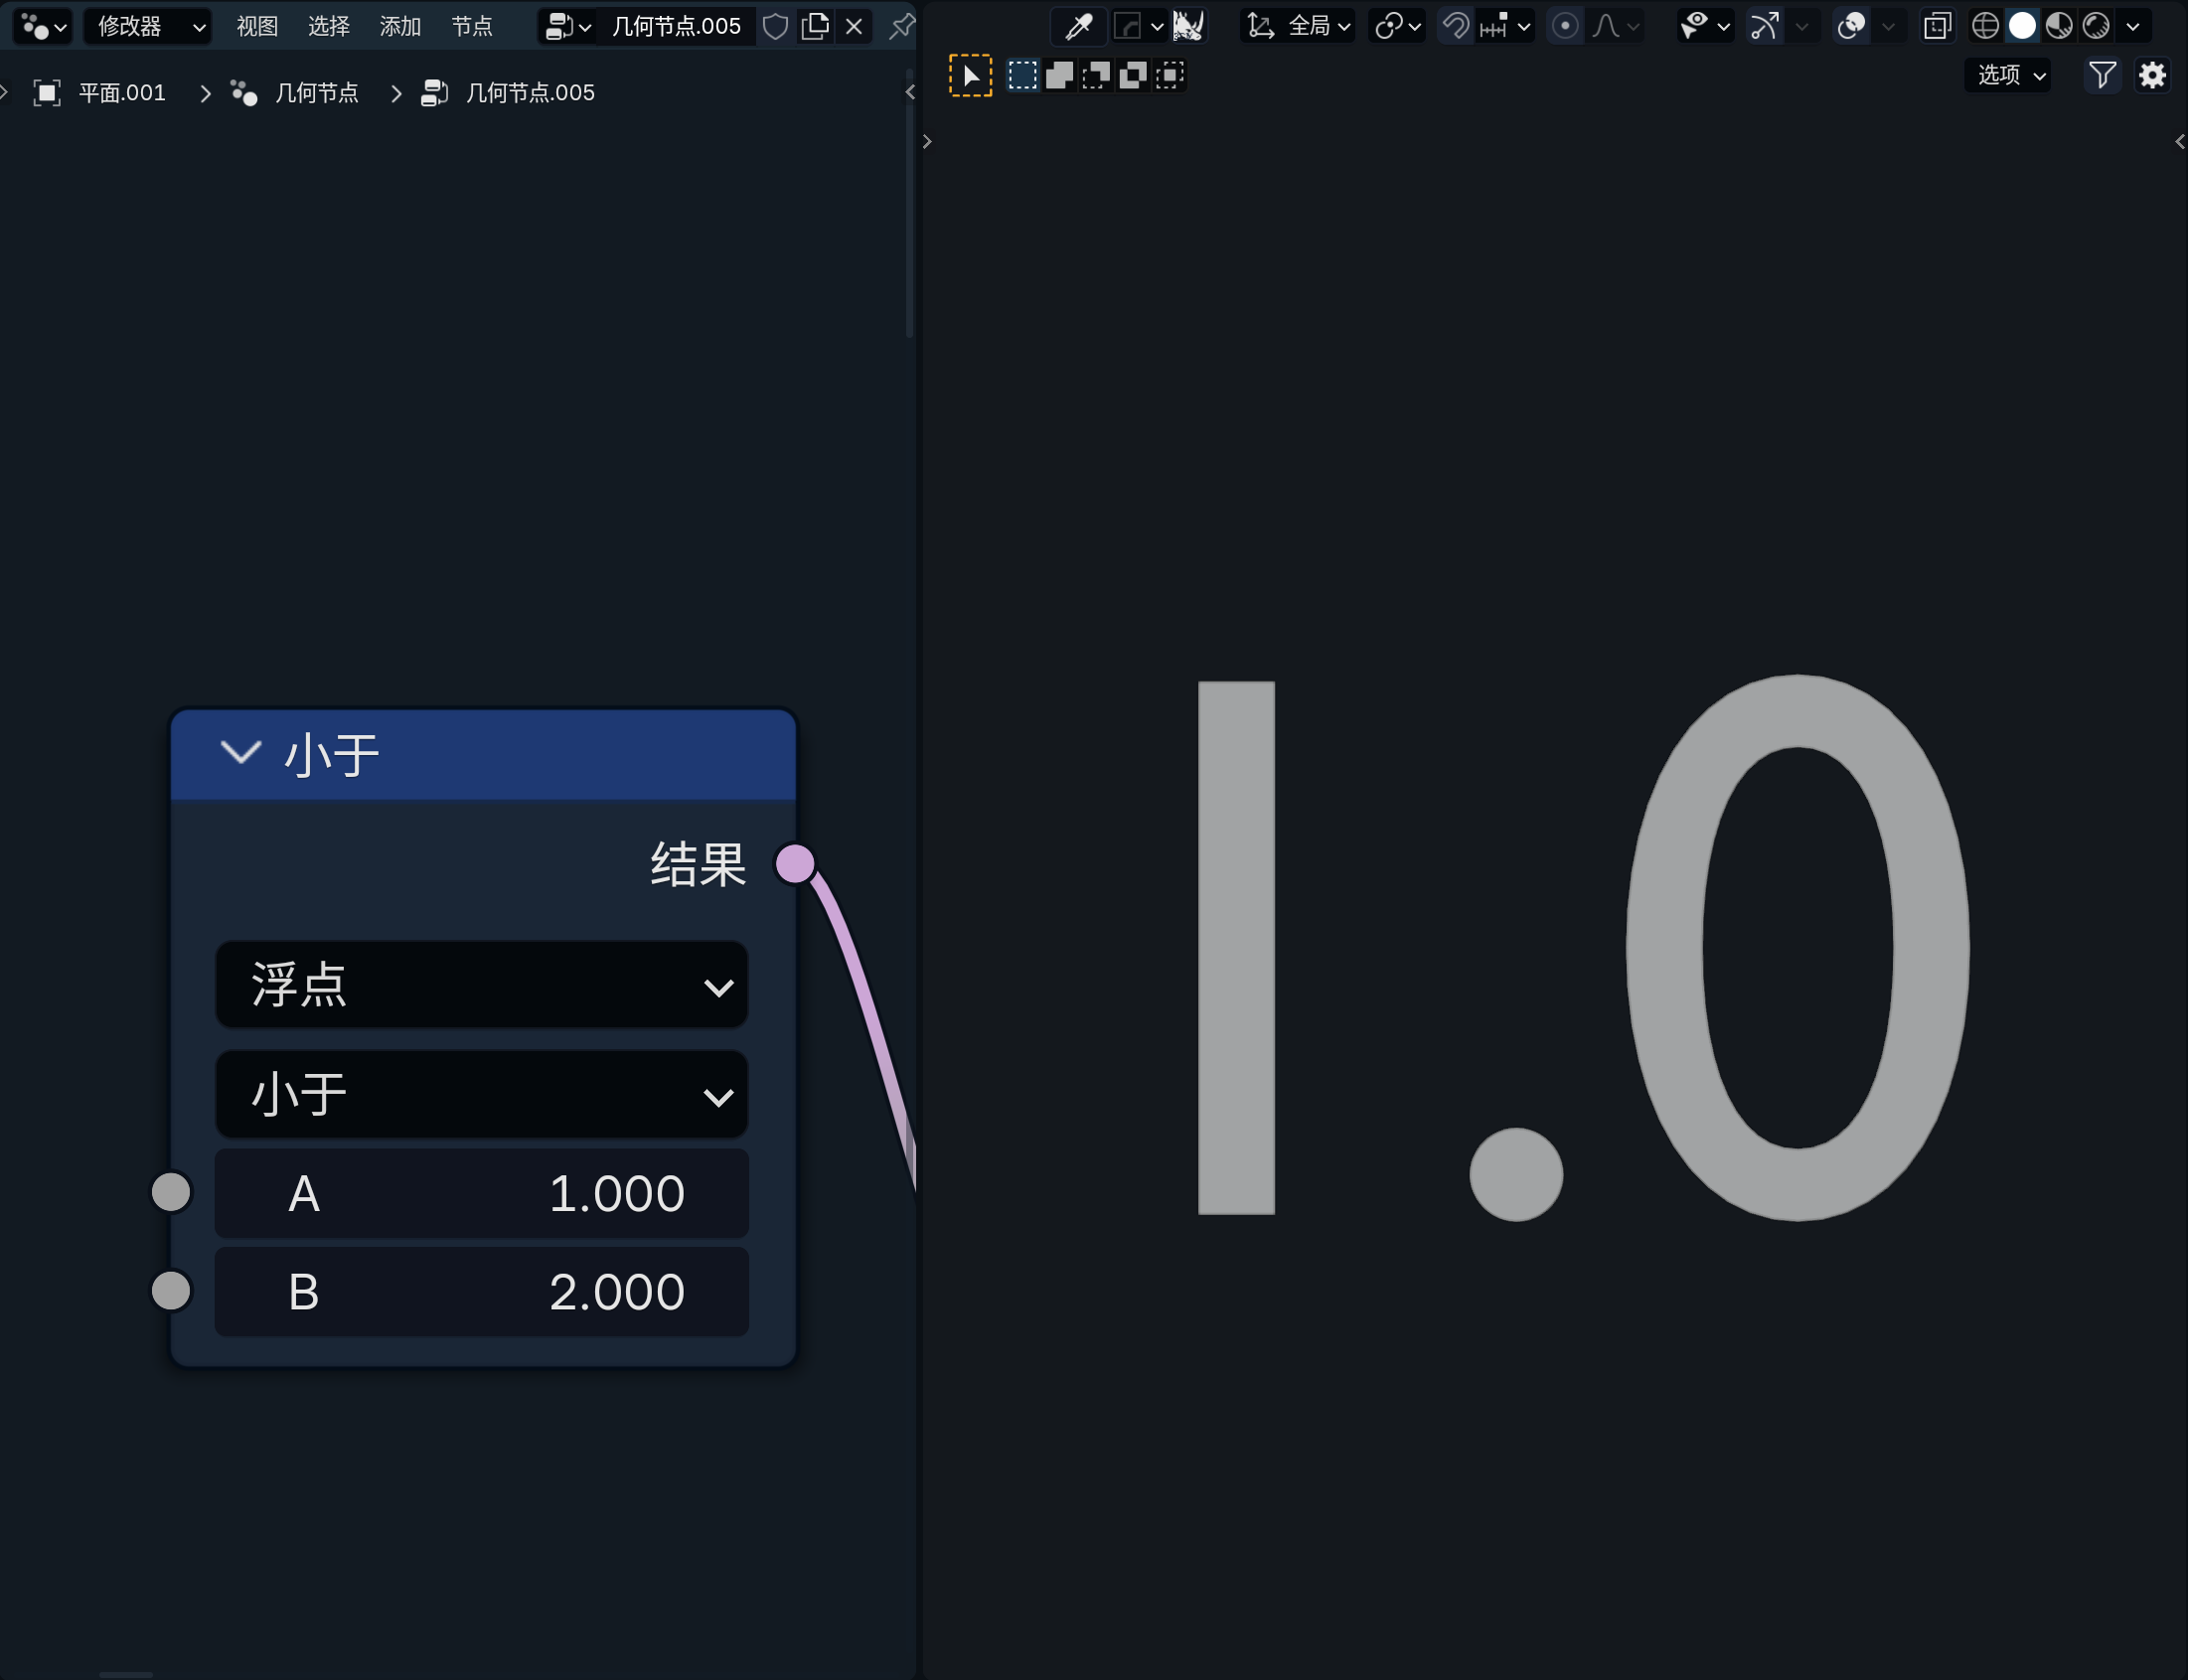 修改器 视图 选择 添加 节点 几何节点.005
平面.001 几何节点 几何节点.005
全局
选项
小于
结果
浮点
小于
A 1.000
B 2.000
1.0